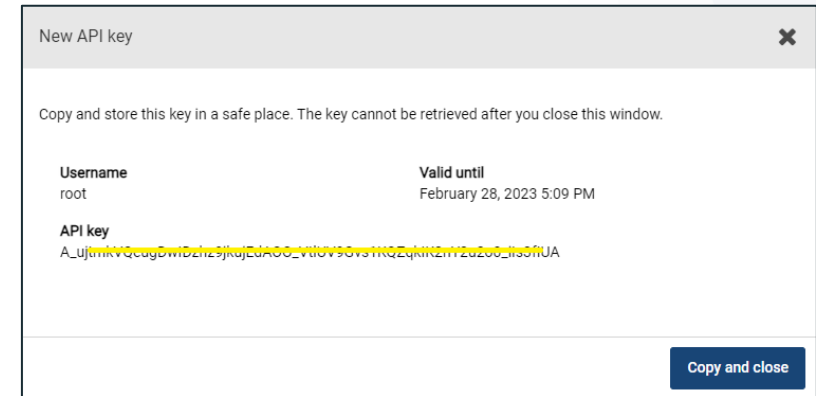 New API key
Copy and store this key in a safe place. The key cannot be retrieved after you close this window.
Username
Valid until
root
February 28, 2023 5:09 PM
API key
Copy and close